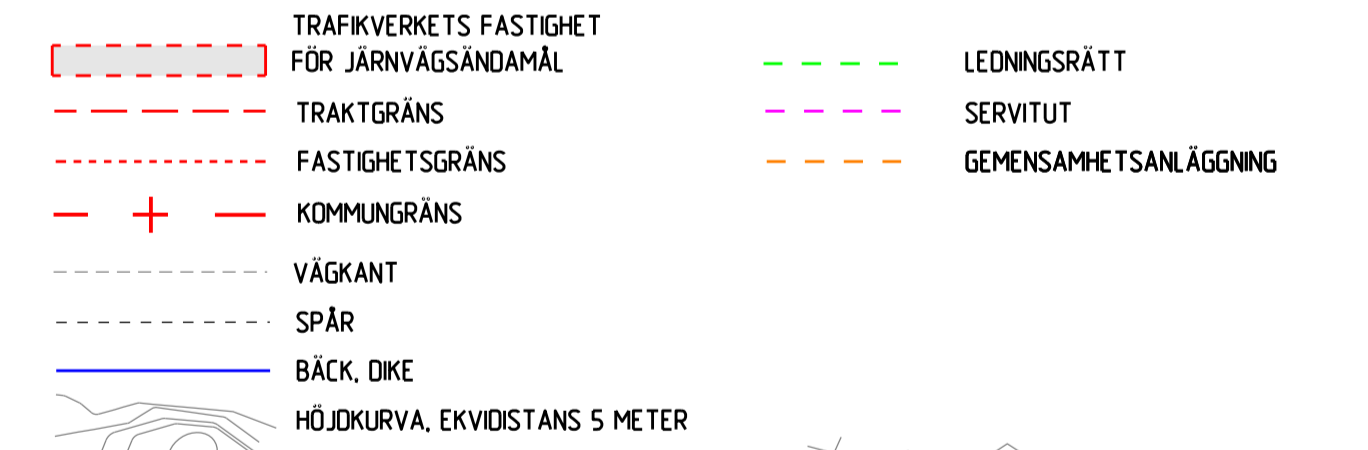 TRAFIKVERKETS FASTIGHET
FÖR JÄRNVÄGSÄNDAMÅL
TRAKTGRÄNS
FASTIGHETSGRÄNS
KOMMUNGRÄNS
VÄGKANT
SPÅR
BÄCK, DIKE
HÖJDKURVA, EKVIDISTANS 5 METER
LEDNINGSRÄTT
SERVITUT
GEMENSAMHETSANLÄGGNING